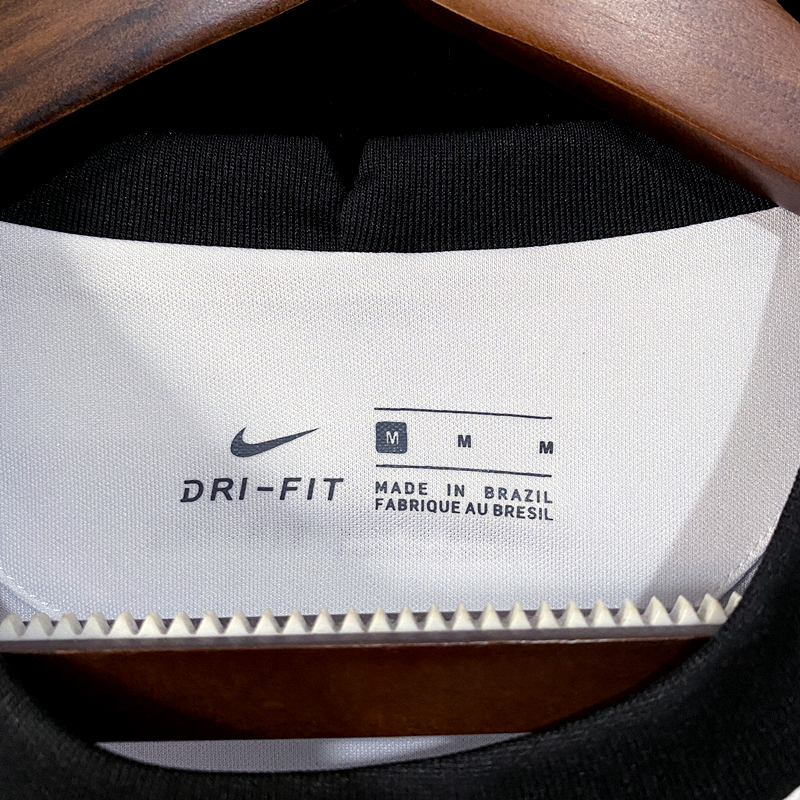 DRI-FIT
M M M
MADE IN BRAZIL
FABRIQUE AU BRESIL